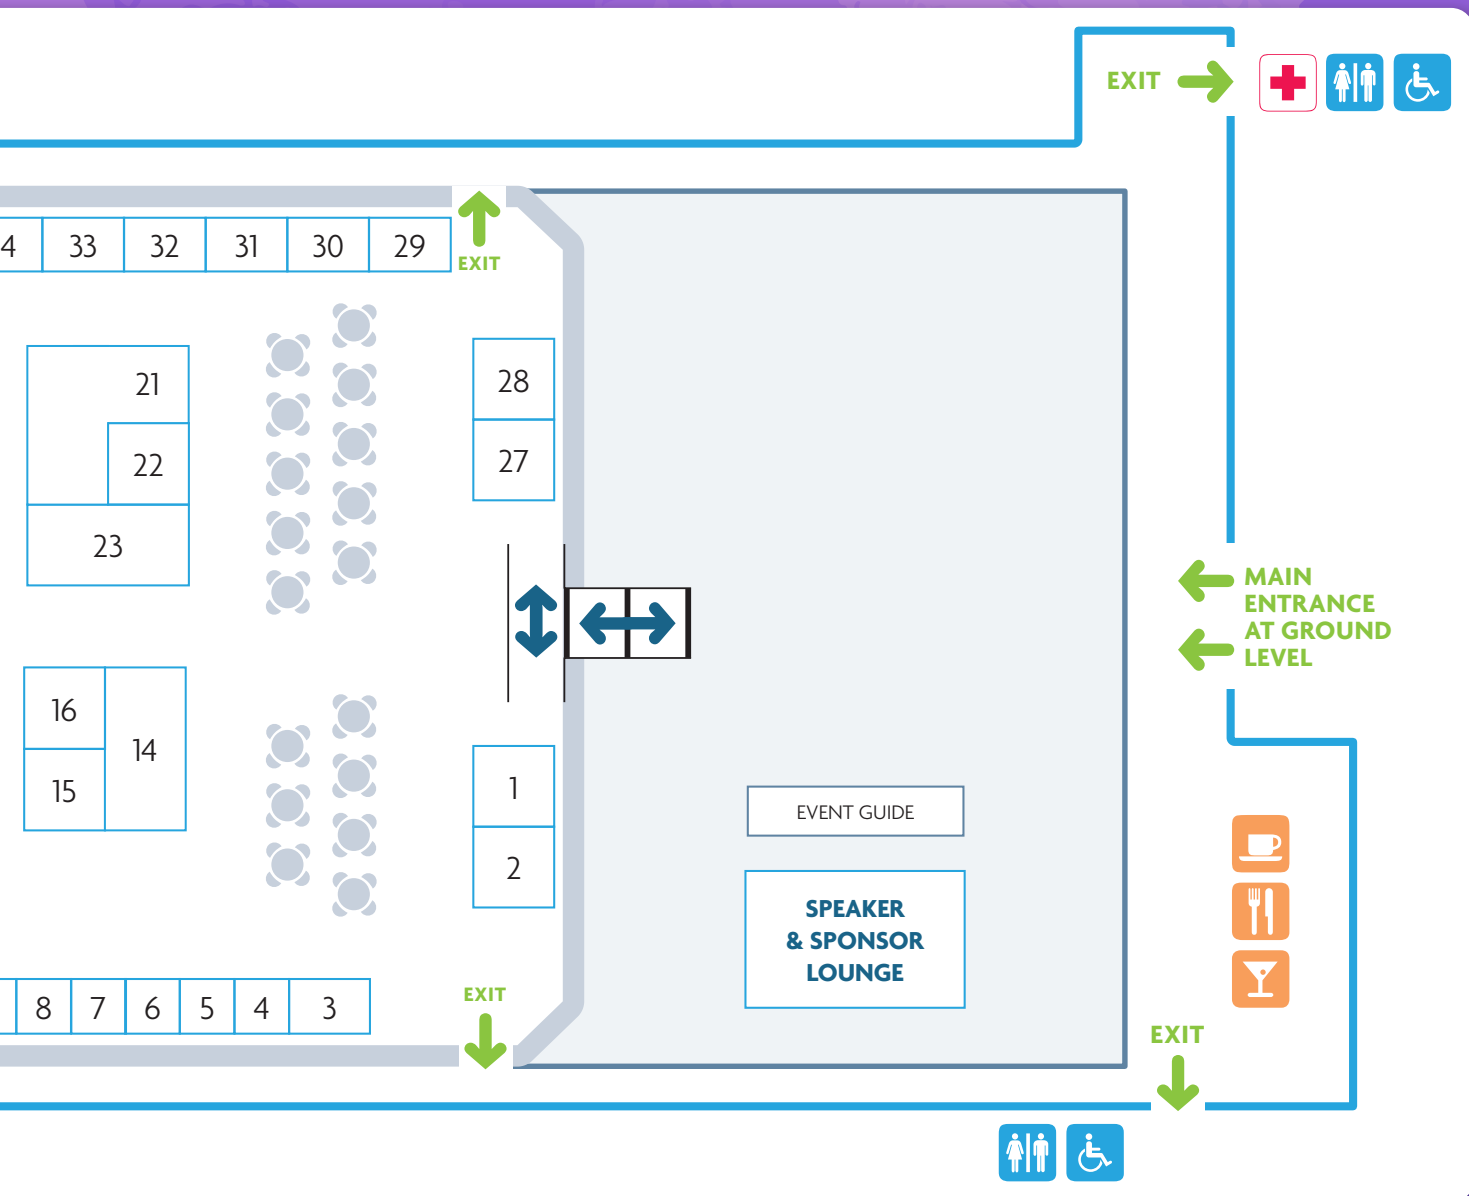 EXIT
4 33 32 31 30 29
EXIT
21
28
22
27
23
MAIN
ENTRANCE
AT GROUND
LEVEL
16
14
15
1
EVENT GUIDE
2
SPEAKER
& SPONSOR
LOUNGE
8 7 6 5 4 3
EXIT
EXIT